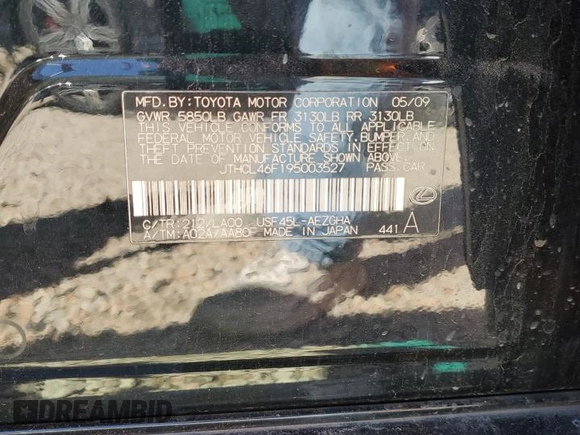 MFD. BY: TOYOTA MOTOR CORPORATION 05/09
GVWR 5850LB GAWR FR 3130LB RR 3130LB
THIS VEHICLE CONFORMS TO ALL APPLICABLE
FEDERAL MOTOR VEHICLE SAFETY, BUMPER, AND
THEFT PREVENTION STANDARDS IN EFFECT ON
THE DATE OF MANUFACTURE SHOWN ABOVE.
JTHCL46F195003527 PASS. CAR
C/TR: 212/LA00 USF45L-AEZGHA
A/TM: A02A/AA80F MADE IN JAPAN 441 A
DREAMBID